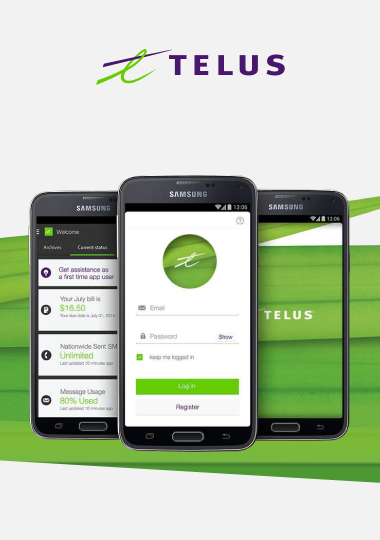 TELUS
SAMSUNG
Welcome
Archives
Current status
Get assistance as
a first time app user
Your July bill is
$16.50
Your due date is July 31, 2014
Nationwide Sent SM
Unlimited
Last updated 10 minutes ago
Message Usage
80% Used
Last updated 10 minutes ago
SAMSUNG
12:06
?
Email
Password
Show
keep me logged in
Log in
Register
SAMSUNG
12:06
TELUS